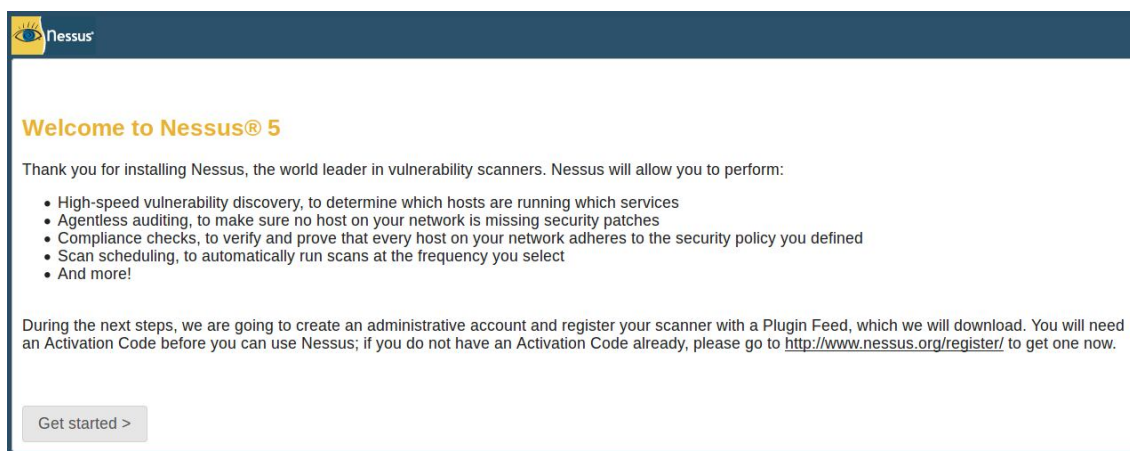 Nessus
Welcome to Nessus® 5
Thank you for installing Nessus, the world leader in vulnerability scanners. Nessus will allow you to perform:
• High-speed vulnerability discovery, to determine which hosts are running which services
• Agentless auditing, to make sure no host on your network is missing security patches
• Compliance checks, to verify and prove that every host on your network adheres to the security policy you defined
• Scan scheduling, to automatically run scans at the frequency you select
• And more!
During the next steps, we are going to create an administrative account and register your scanner with a Plugin Feed, which we will download. You will need
an Activation Code before you can use Nessus; if you do not have an Activation Code already, please go to http://www.nessus.org/register/ to get one now.
Get started >